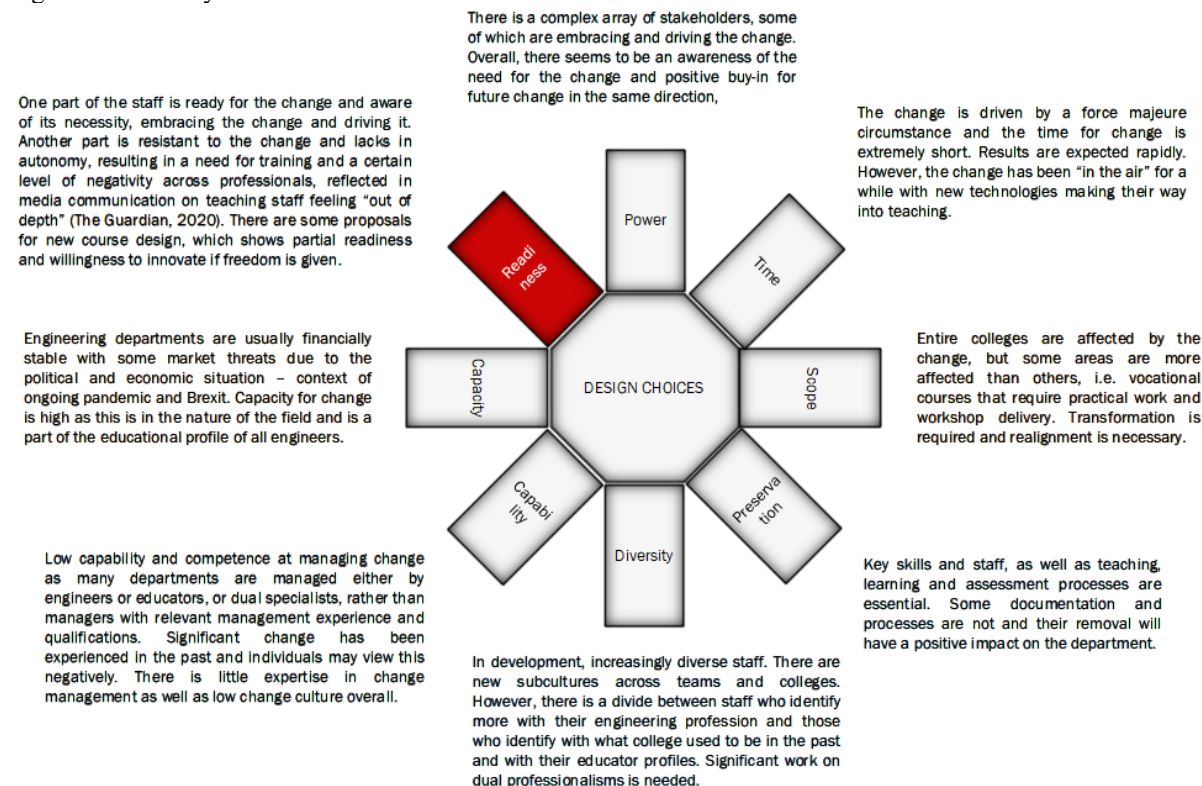 There is a complex array of stakeholders, some
of which are embracing and driving the change.
Overall, there seems to be an awareness of the
need for the change and positive buy-in for
future change in the same direction,
One part of the staff is ready for the change and aware
of its necessity, embracing the change and driving it.
Another part is resistant to the change and lacks in
autonomy, resulting in a need for training and a certain
level of negativity across professionals, reflected in
media communication on teaching staff feeling “out of
depth” (The Guardian, 2020). There are some proposals
for new course design, which shows partial readiness
and willingness to innovate if freedom is given.
The change is driven by a force majeure
circumstance and the time for change is
extremely short. Results are expected rapidly.
However, the change has been “in the air” for a
while with new technologies making their way
into teaching.
Power
Readi
ness
Time
Engineering departments are usually financially
stable with some market threats due to the
political and economic situation – context of
ongoing pandemic and Brexit. Capacity for change
is high as this is in the nature of the field and is a
part of the educational profile of all engineers.
Capacity
DESIGN CHOICES
Scope
Entire colleges are affected by the
change, but some areas are more
affected than others, i.e. vocational
courses that require practical work and
workshop delivery. Transformation is
required and realignment is necessary.
Capabi
lity
Diversity
Preserva
tion
Low capability and competence at managing change
as many departments are managed either by
engineers or educators, or dual specialists, rather than
managers with relevant management experience and
qualifications. Significant change has been
experienced in the past and individuals may view this
negatively. There is little expertise in change
management as well as low change culture overall.
Key skills and staff, as well as teaching,
learning and assessment processes are
essential. Some documentation and
processes are not and their removal will
have a positive impact on the department.
In development, increasingly diverse staff. There are
new subcultures across teams and colleges.
However, there is a divide between staff who identify
more with their engineering profession and those
who identify with what college used to be in the past
and with their educator profiles. Significant work on
dual professionalisms is needed.